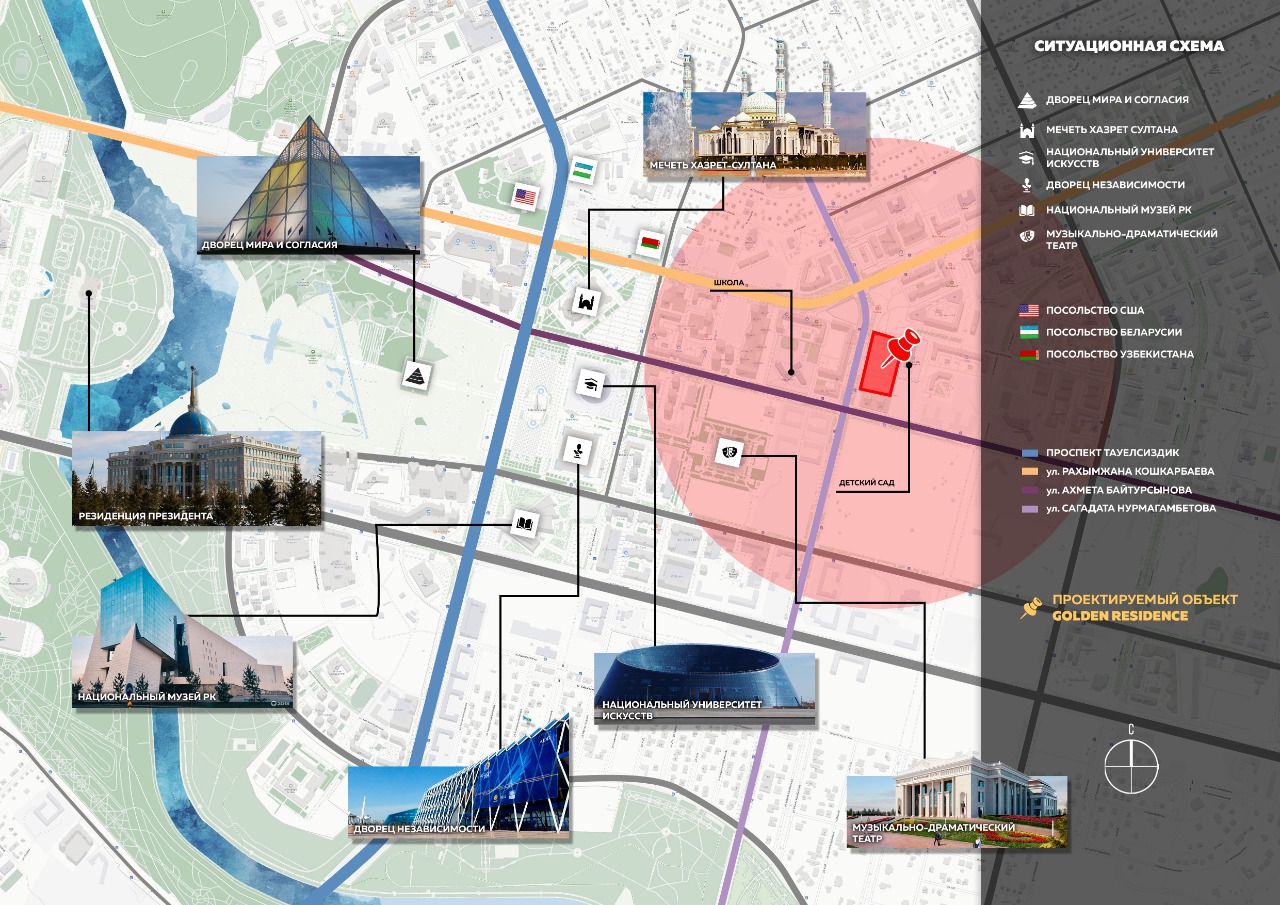 СИТУАЦИОННАЯ СХЕМА
ДВОРЕЦ МИРА И СОГЛАСИЯ
МЕЧЕТЬ ХАЗРЕТ СУЛТАНА
НАЦИОНАЛЬНЫЙ УНИВЕРСИТЕТ
ИСКУССТВ
ДВОРЕЦ НЕЗАВИСИМОСТИ
НАЦИОНАЛЬНЫЙ МУЗЕЙ РК
МУЗЫКАЛЬНО-ДРАМАТИЧЕСКИЙ
ТЕАТР
ПОСОЛЬСТВО США
ПОСОЛЬСТВО БЕЛАРУСИИ
ПОСОЛЬСТВО УЗБЕКИСТАНА
ПРОСПЕКТ ТАУЕЛСИЗДИК
ул. РАХЫМЖАНА КОШКАРБАЕВА
ул. АХМЕТА БАЙТУРСЫНОВА
ул. САГАДАТА НУРМАГАМБЕТОВА
ПРОЕКТИРУЕМЫЙ ОБЪЕКТ
GOLDEN RESIDENCE
С
МЕЧЕТЬ ХАЗРЕТ-СУЛТАНА
ДВОРЕЦ МИРА И СОГЛАСИЯ
ШКОЛА
ДЕТСКИЙ САД
РЕЗИДЕНЦИЯ ПРЕЗИДЕНТА
НАЦИОНАЛЬНЫЙ МУЗЕЙ РК
НАЦИОНАЛЬНЫЙ УНИВЕРСИТЕТ
ИСКУССТВ
ДВОРЕЦ НЕЗАВИСИМОСТИ
МУЗЫКАЛЬНО-ДРАМАТИЧЕСКИЙ
ТЕАТР